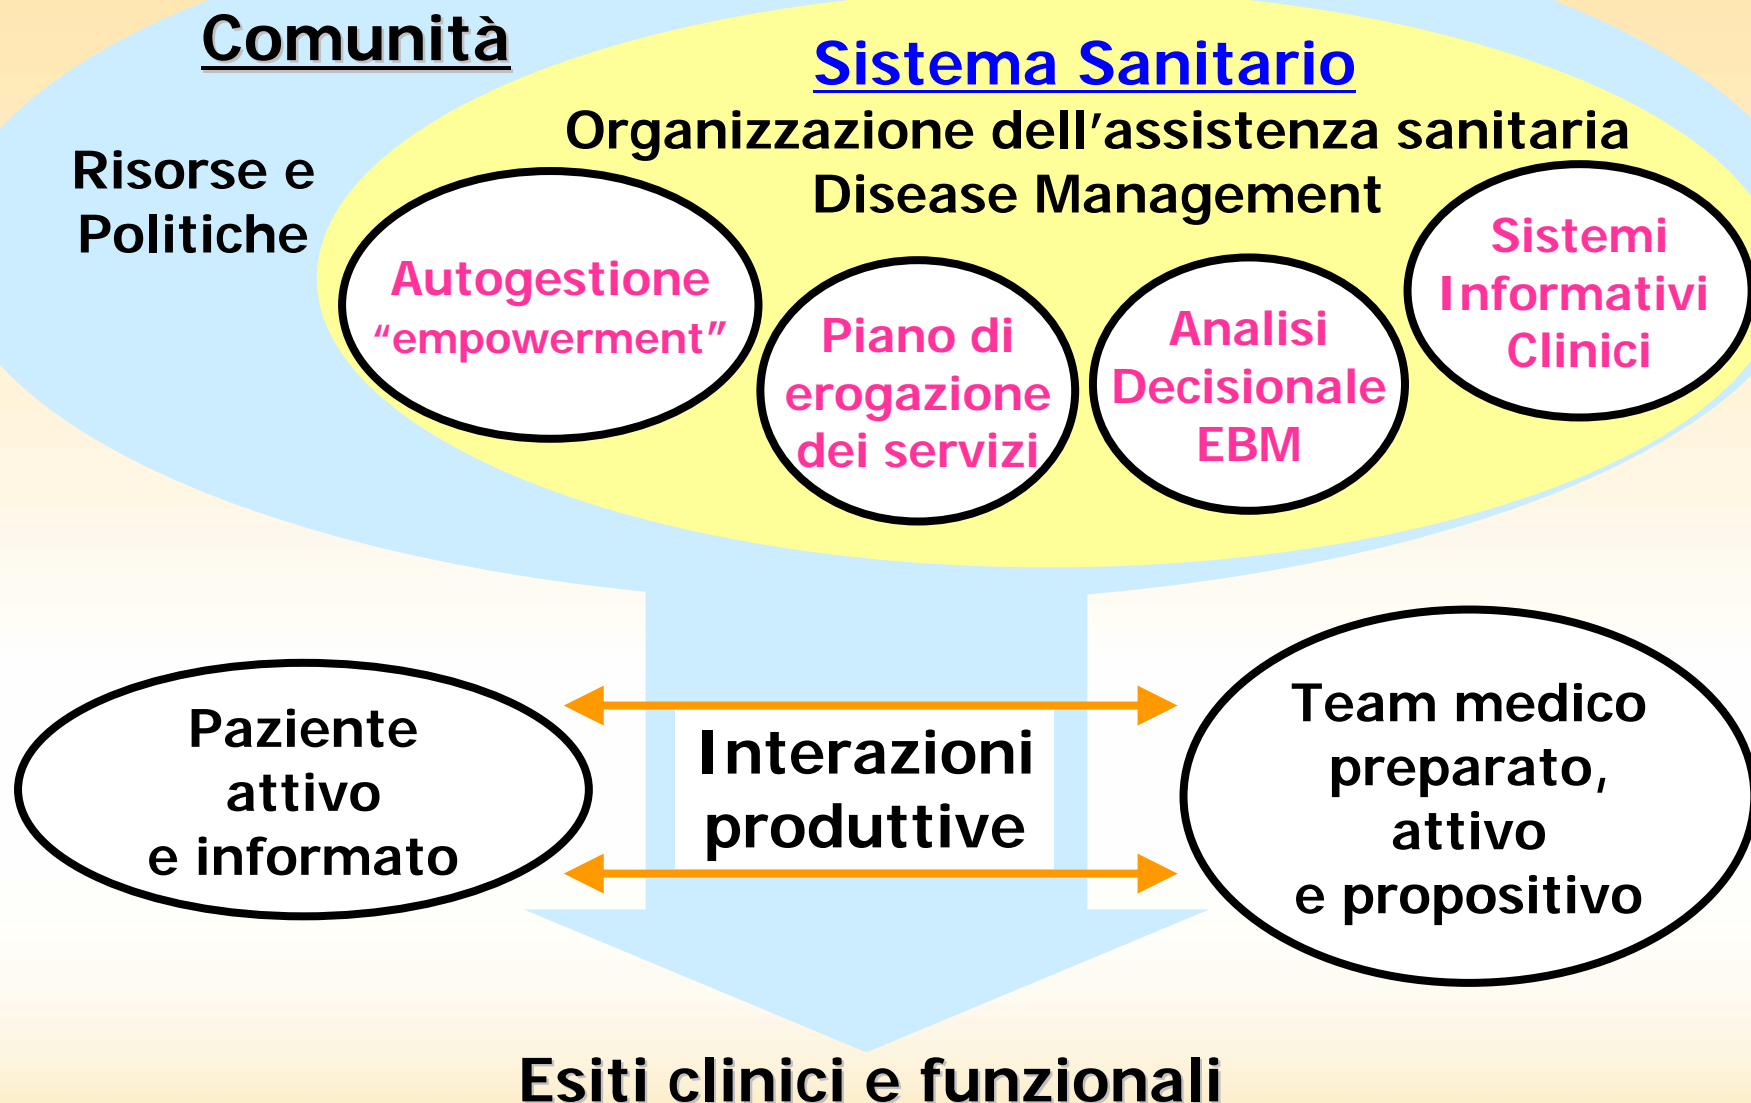 Comunità
Sistema Sanitario
Organizzazione dell’assistenza sanitaria
Disease Management
Risorse e
Politiche
Autogestione
“empowerment”
Piano di
erogazione
dei servizi
Analisi
Decisionale
EBM
Sistemi
Informativi
Clinici
Paziente
attivo
e informato
Interazioni
produttive
Team medico
preparato,
attivo
e propositivo
Esiti clinici e funzionali